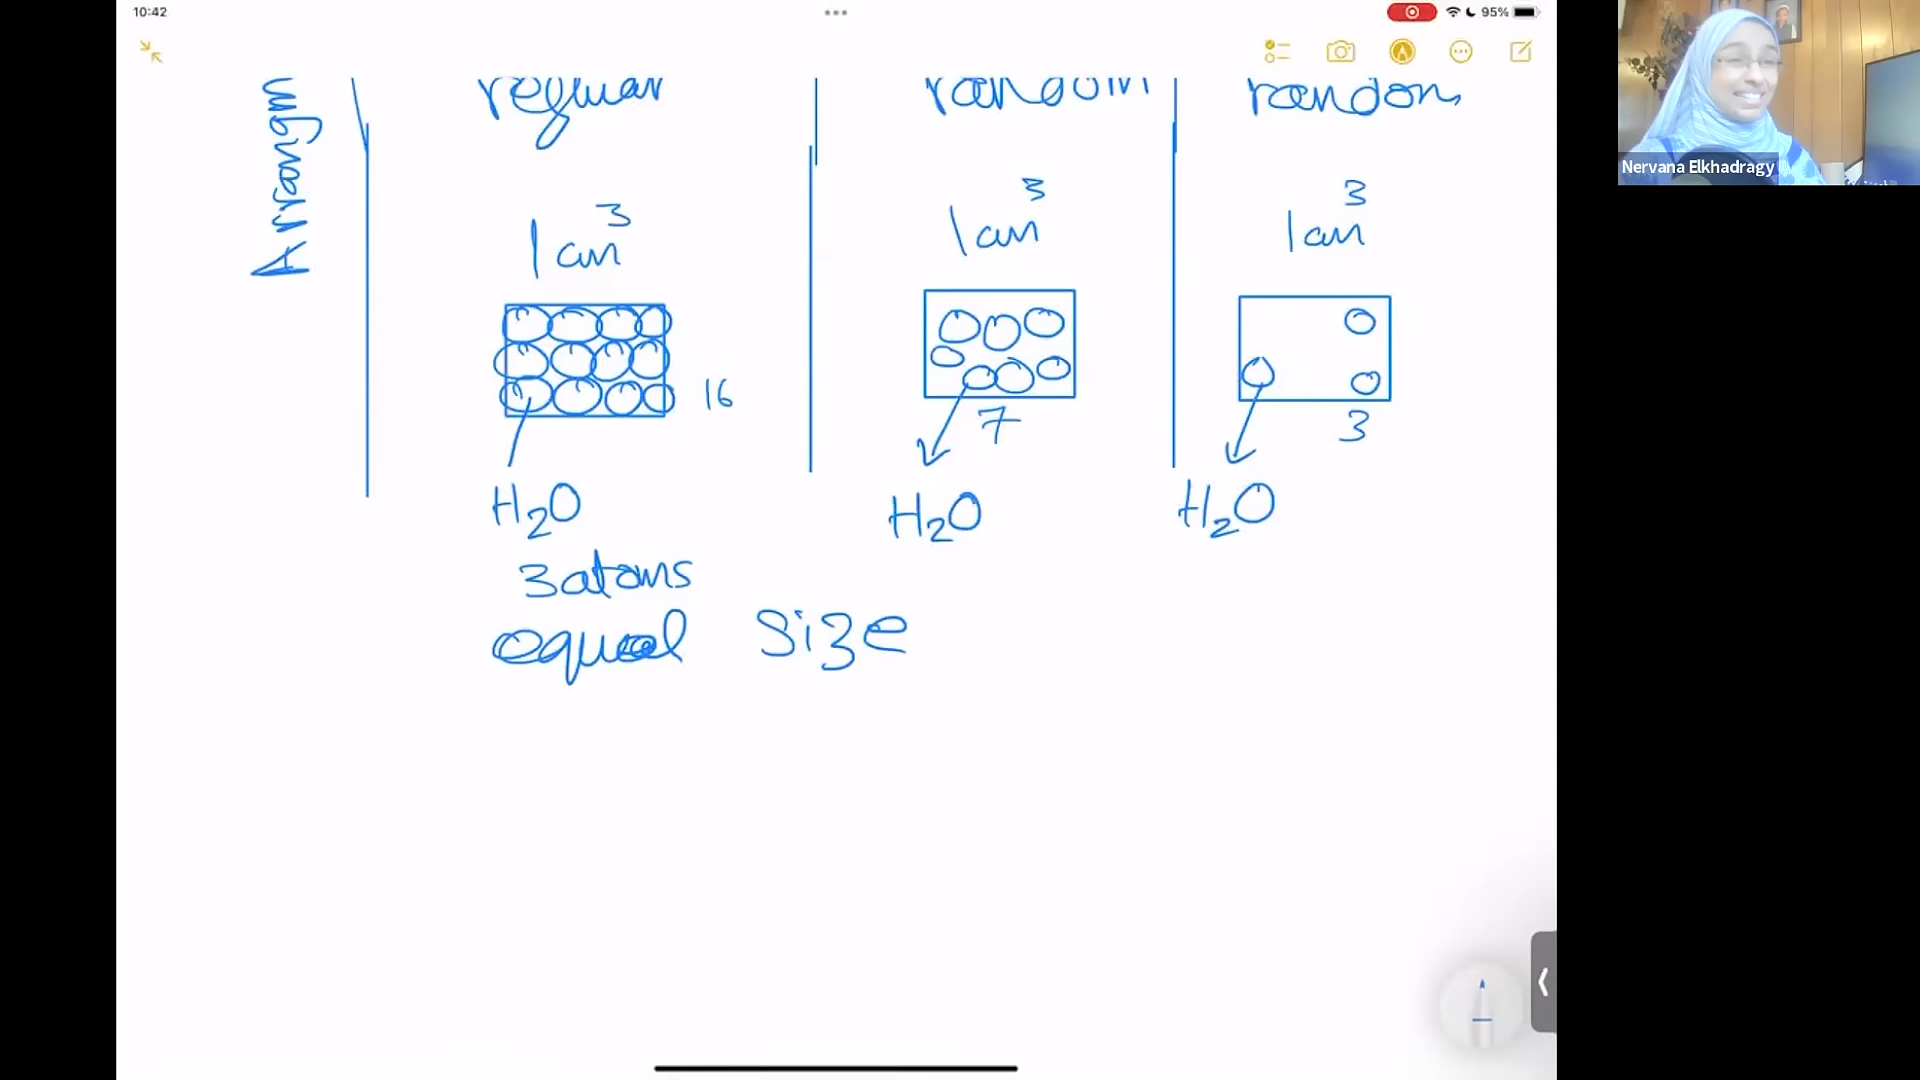 10:42
95%
Nervana Elkhadragy
Arrangm
regular random random
1 cm³ 1 cm³ 1 cm³
16
7 3
H₂O H₂O H₂O
3 atoms
equal size